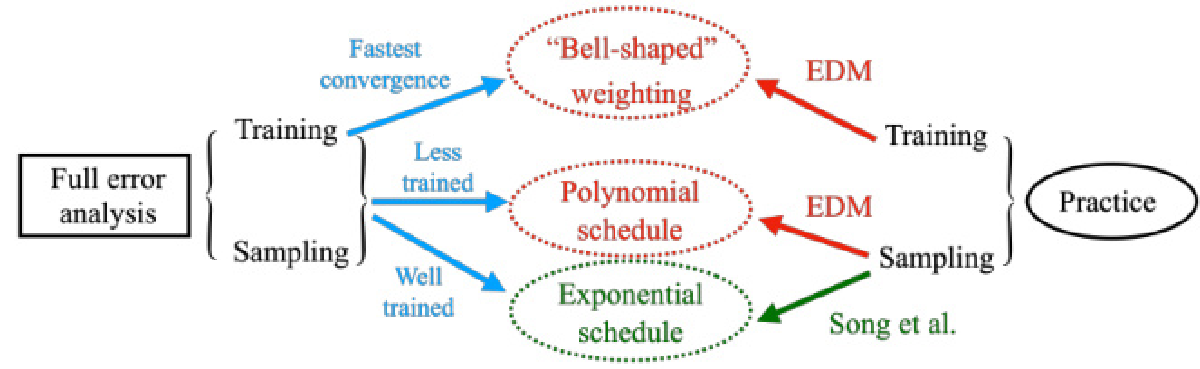 Full error
analysis
Training
Sampling
Fastest
convergence
Less
trained
Well
trained
“Bell-shaped”
weighting
Polynomial
schedule
Exponential
schedule
EDM
EDM
Song et al.
Training
Sampling
Practice